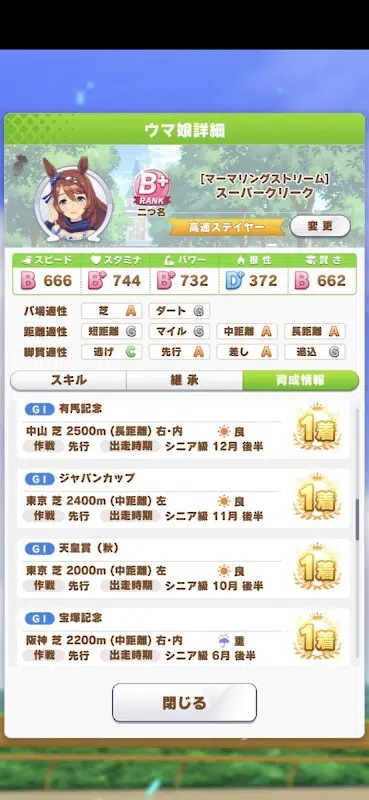 ウマ娘詳細
B+
RANK
二つ名
[マーマリングストリーム]
スーパークリーク
高速ステイヤー
変更
スピード スタミナ パワー 根性 賢さ
B 666 B+ 744 B+ 732 D+ 372 B 662
バ場適性 芝 A ダート G
距離適性 短距離 G マイル G 中距離 A 長距離 A
脚質適性 逃げ C 先行 A 差し A 追込 G
スキル 継承 育成情報
GI 有馬記念
中山 芝 2500m (長距離) 右・内 良
作戦 先行 出走時期 シニア級 12月 後半
1着
GI ジャパンカップ
東京 芝 2400m (中距離) 左 良
作戦 先行 出走時期 シニア級 11月 後半
1着
GI 天皇賞(秋)
東京 芝 2000m (中距離) 左 良
作戦 先行 出走時期 シニア級 10月 後半
1着
GI 宝塚記念
阪神 芝 2200m (中距離) 右・内 重
作戦 先行 出走時期 シニア級 6月 後半
1着
閉じる